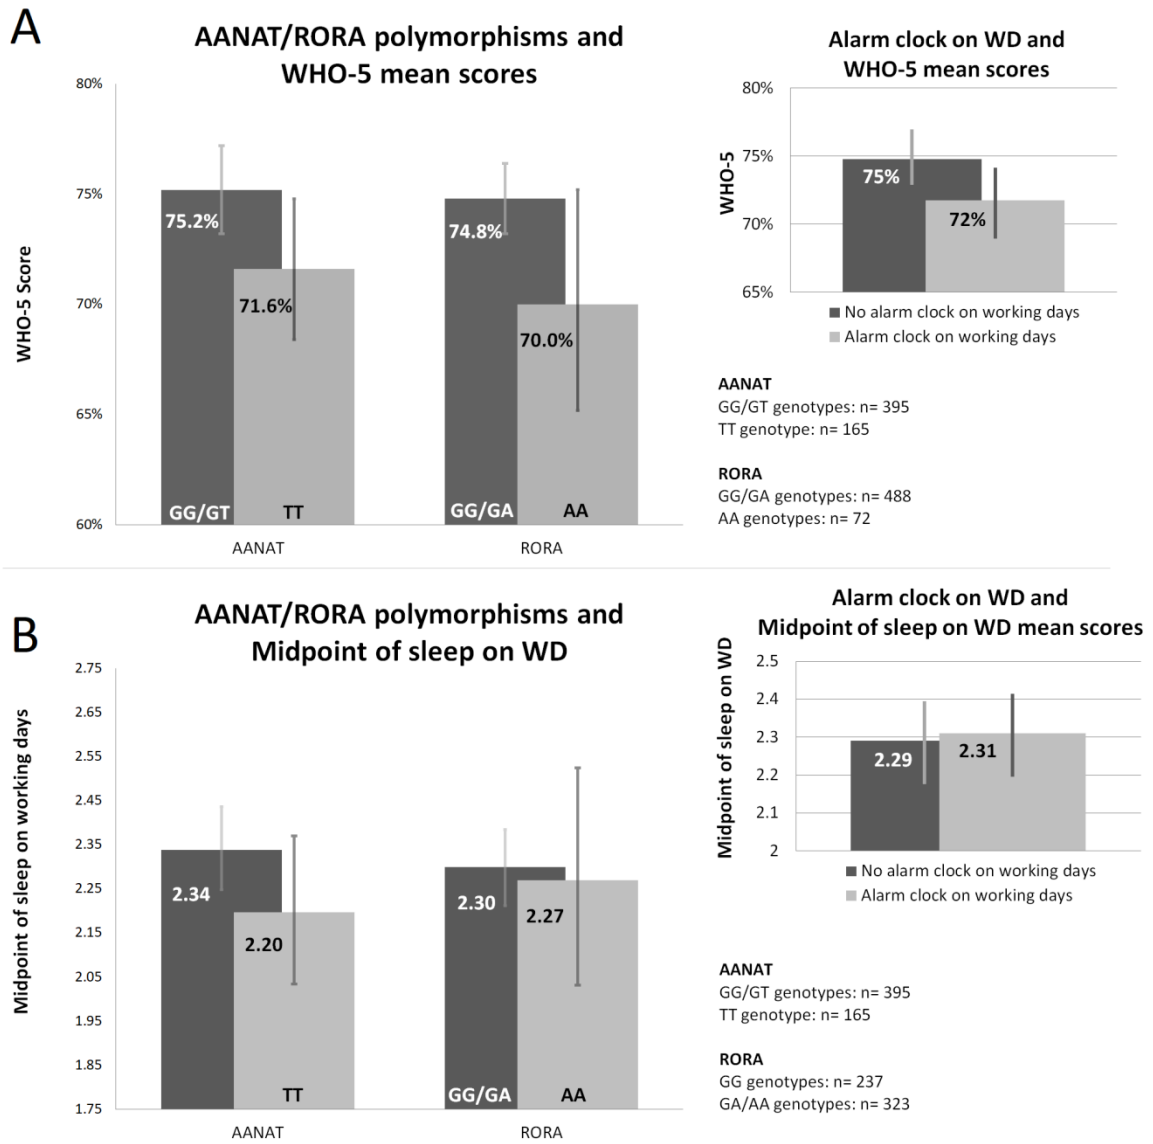 A
AANAT/RORA polymorphisms and
WHO-5 mean scores
80%
75%
70%
65%
60%
WHO-5 Score
75.2%
71.6%
74.8%
70.0%
GG/GT
TT
GG/GA
AA
AANAT
RORA
Alarm clock on WD and
WHO-5 mean scores
80%
75%
70%
65%
WHO-5
75%
72%
No alarm clock on working days
Alarm clock on working days
AANAT
GG/GT genotypes: n= 395
TT genotype: n= 165
RORA
GG/GA genotypes: n= 488
AA genotypes: n= 72
B
AANAT/RORA polymorphisms and
Midpoint of sleep on WD
2.75
2.65
2.55
2.45
2.35
2.25
2.15
2.05
1.95
1.85
1.75
Midpoint of sleep on working days
2.34
2.20
2.30
2.27
TT
GG/GA
AA
AANAT
RORA
Alarm clock on WD and
Midpoint of sleep on WD mean scores
2.5
2.4
2.3
2.2
2.1
2
Midpoint of sleep on WD
2.29
2.31
No alarm clock on working days
Alarm clock on working days
AANAT
GG/GT genotypes: n= 395
TT genotype: n= 165
RORA
GG genotypes: n= 237
GA/AA genotypes: n= 323